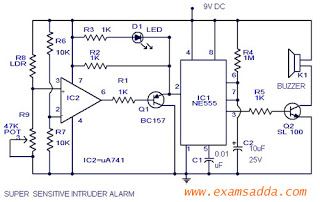 9V DC
R3 1K
D1
LED
R2 1K
R8
LDR
R6
10K
R9
47K
POT
R7
10K
2
3
7
6
4
IC2
R1
1K
Q1
BC157
IC2=uA741
4
8
2
6
7
3
1
5
IC1
NE555
R4
1M
R5
1K
K1
BUZZER
Q2
SL 100
C1
0.01
uF
C2
10uF
25V
SUPER SENSITIVE INTRUDER ALARM
www.examsadda.com